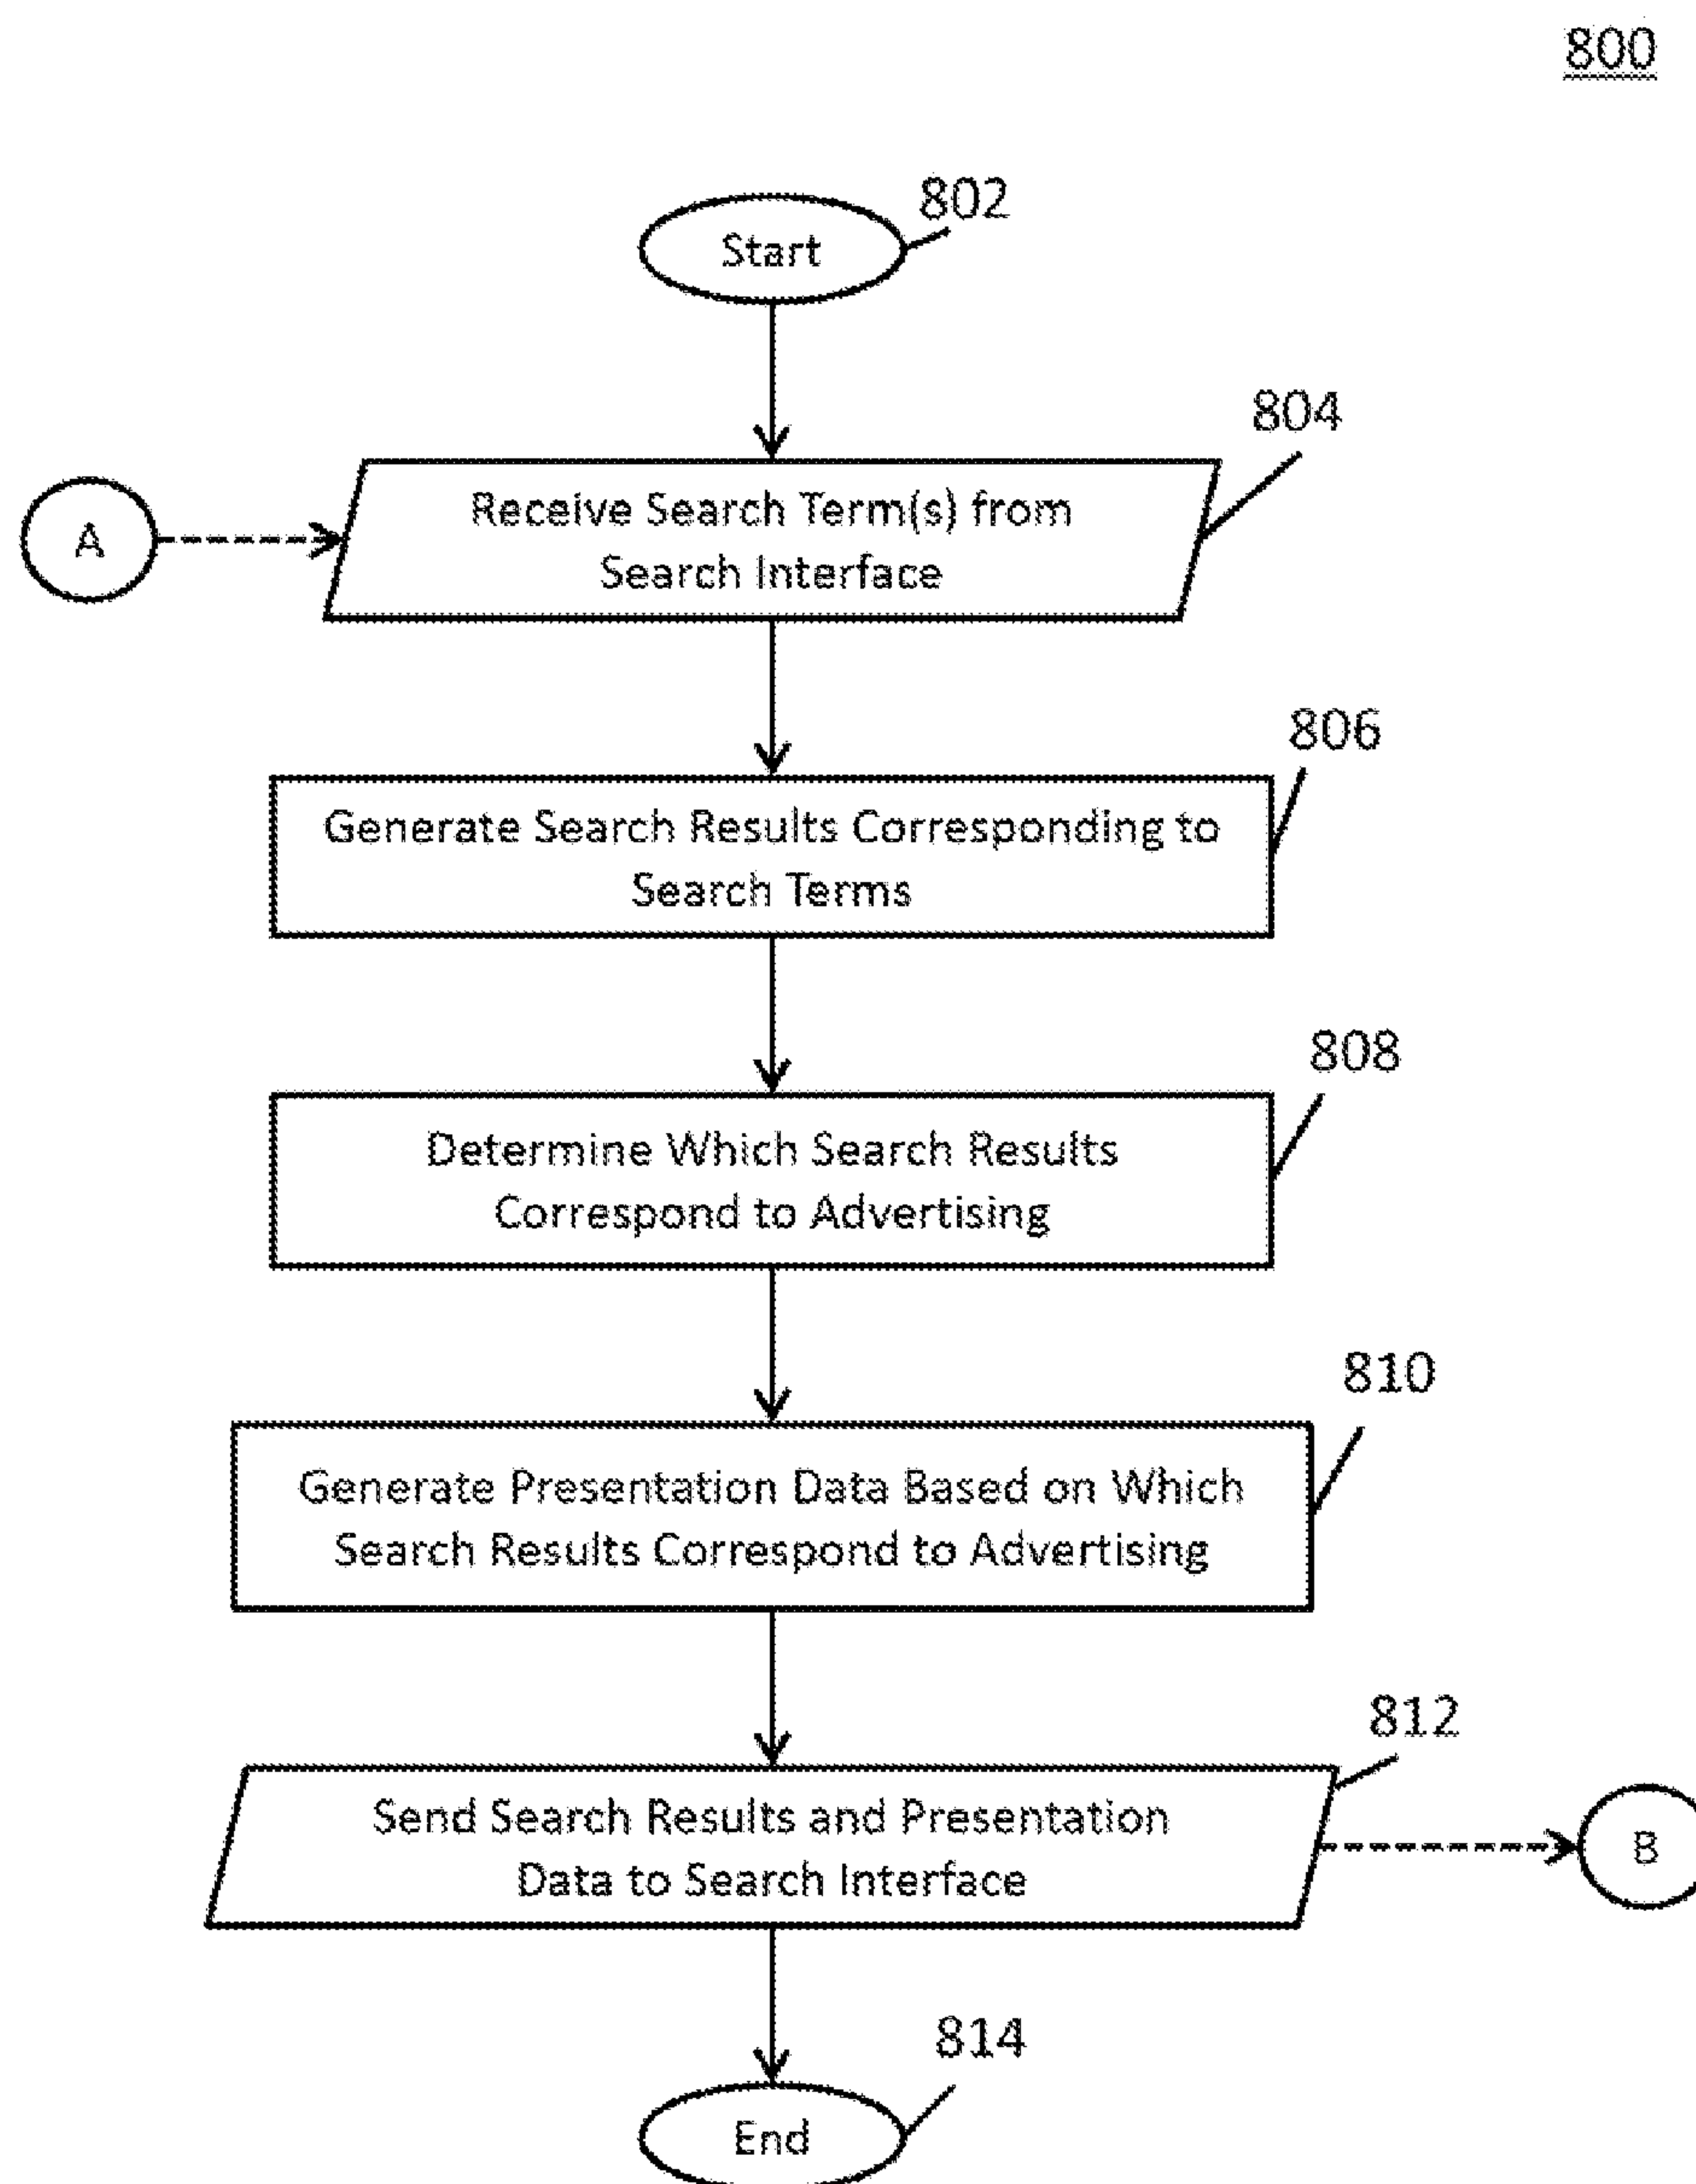 800
802
Start
804
A
Receive Search Term(s) from
Search Interface
806
Generate Search Results Corresponding to
Search Terms
808
Determine Which Search Results
Correspond to Advertising
810
Generate Presentation Data Based on Which
Search Results Correspond to Advertising
812
Send Search Results and Presentation
Data to Search Interface
B
814
End